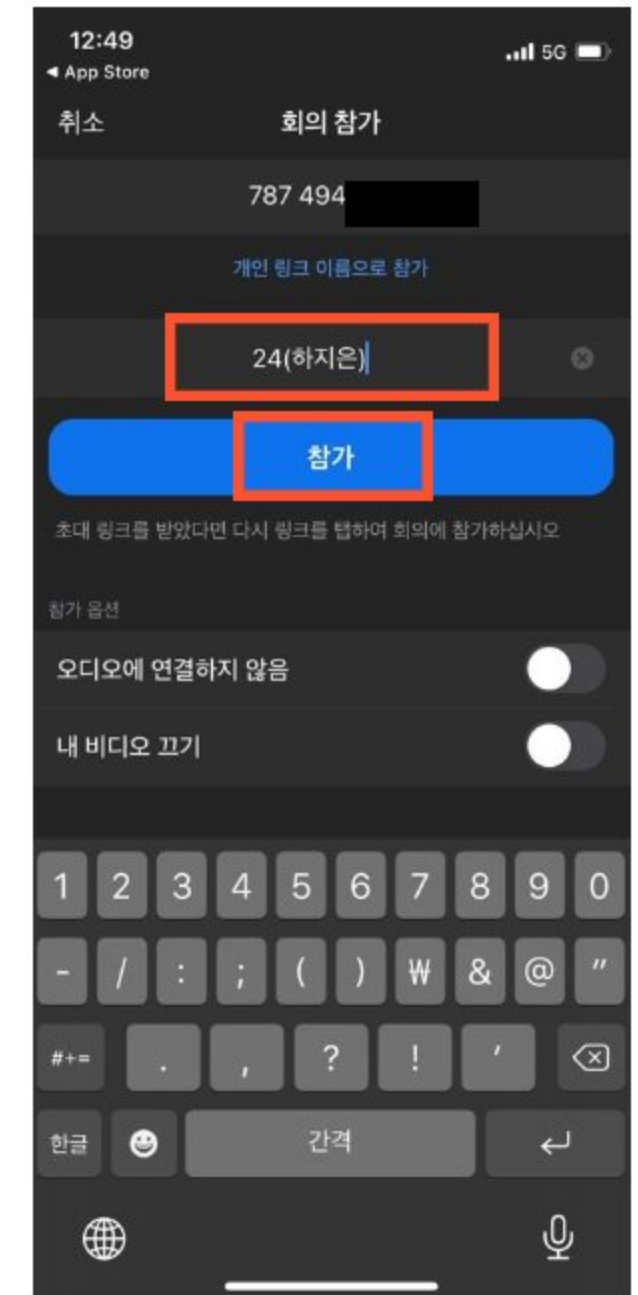 12:49
5G
◀ App Store
취소
회의 참가
787 494
개인 링크 이름으로 참가
24(하지은)
참가
초대 링크를 받았다면 다시 링크를 탭하여 회의에 참가하십시오
참가 옵션
오디오에 연결하지 않음
내 비디오 끄기
1 2 3 4 5 6 7 8 9 0
- / : ; ( ) ₩ & @ "
#+= . , ? ! '
한글 간격